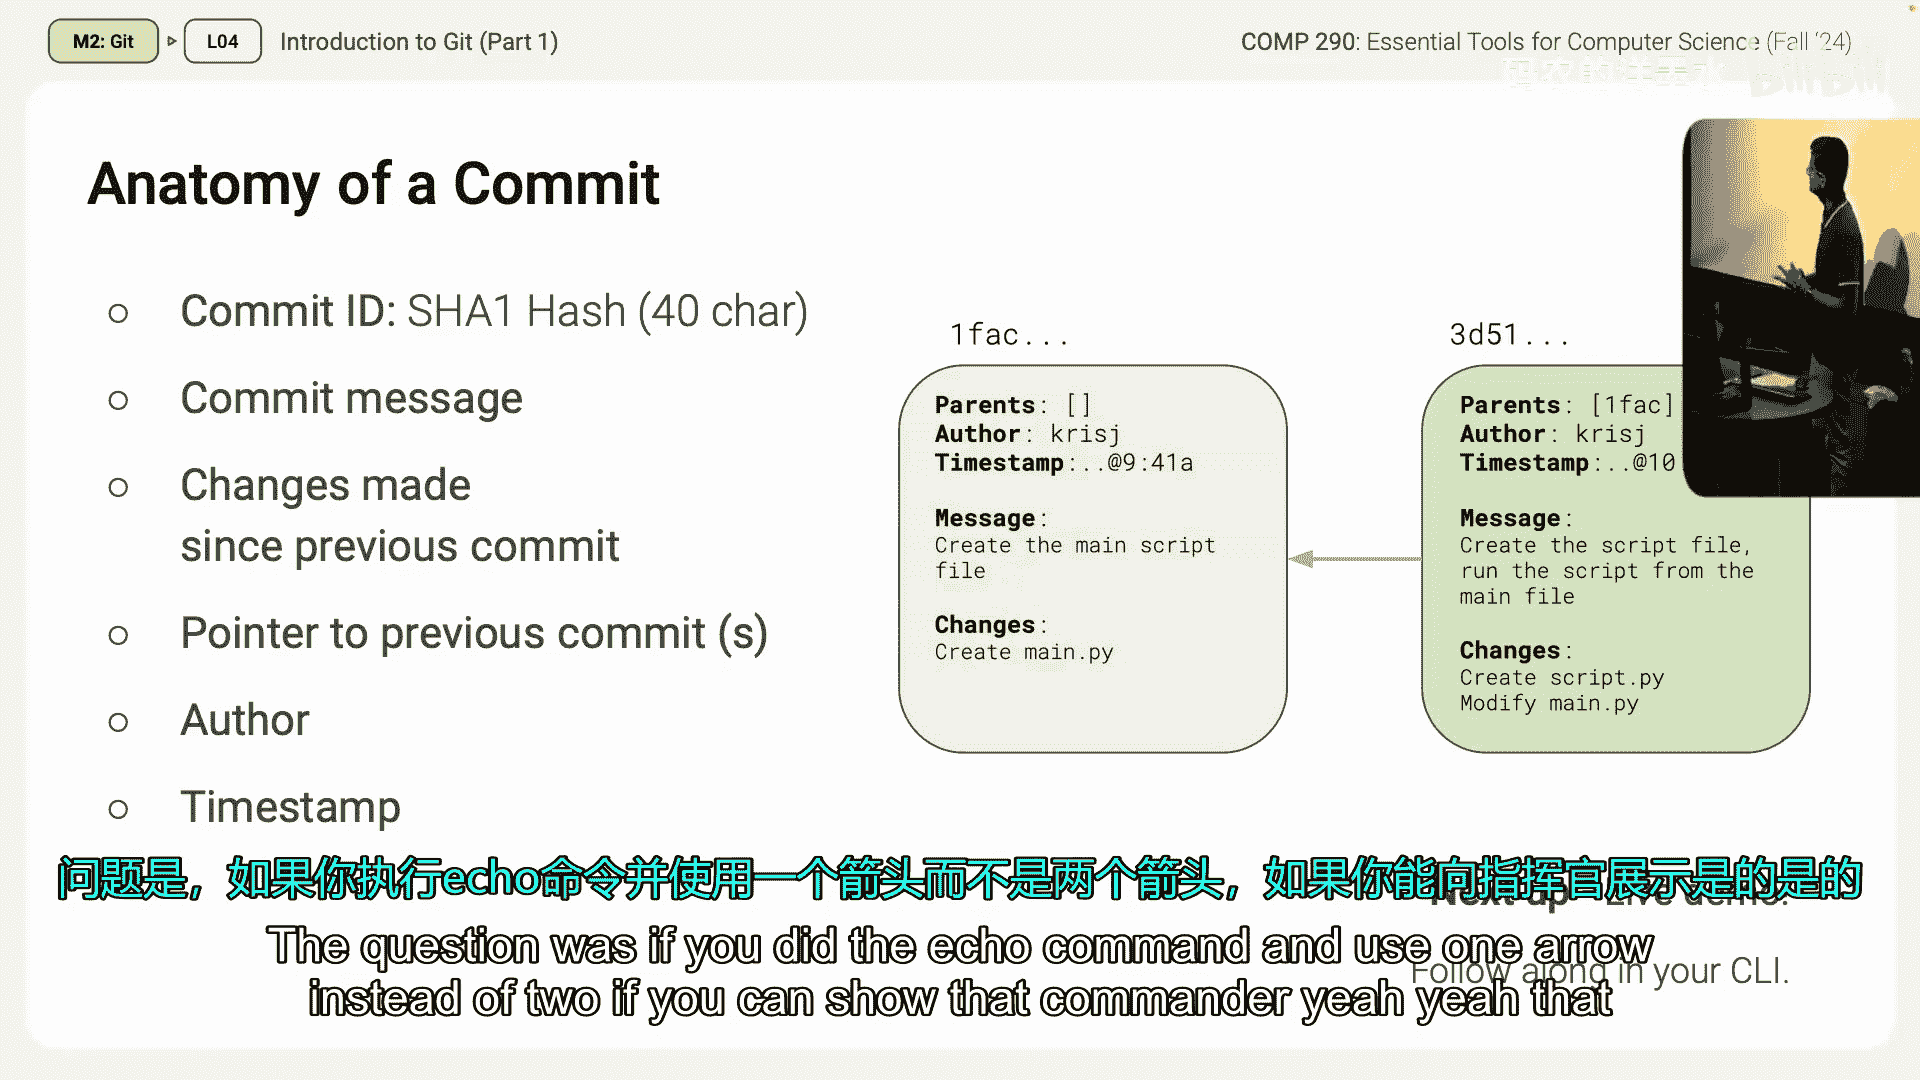 M2: Git
L04
Introduction to Git (Part 1)
COMP 290: Essential Tools for Computer Science (Fall ‘24)
Anatomy of a Commit
Commit ID: SHA1 Hash (40 char)
Commit message
Changes made
since previous commit
Pointer to previous commit (s)
Author
Timestamp
1fac...
Parents: []
Author: krisj
Timestamp:..@9:41a
Message:
Create the main script
file
Changes:
Create main.py
3d51...
Parents: [1fac]
Author: krisj
Timestamp:..@10
Message:
Create the script file,
run the script from the
main file
Changes:
Create script.py
Modify main.py
Next up
Live demo!
Follow along in your CLI.
问题是，如果你执行echo命令并使用一个箭头而不是两个箭头，如果你能向指挥官展示是的是的
The question was if you did the echo command and use one arrow
instead of two if you can show that commander yeah yeah that